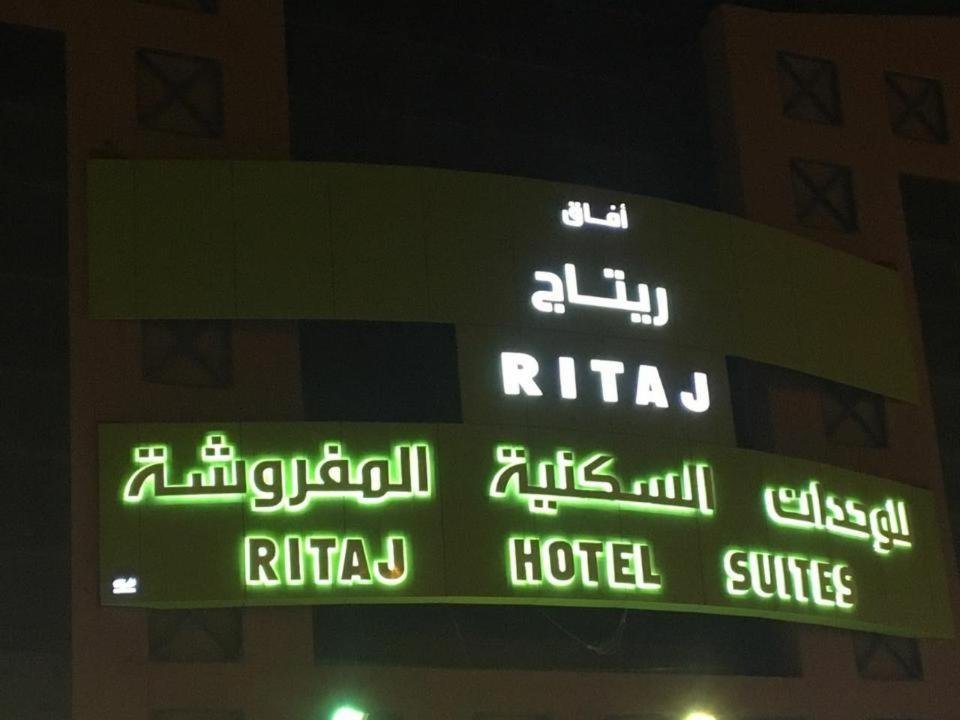 أفاق
ريتاج
RITAJ
للوحدات السكنية المفروشة
RITAJ HOTEL SUITES